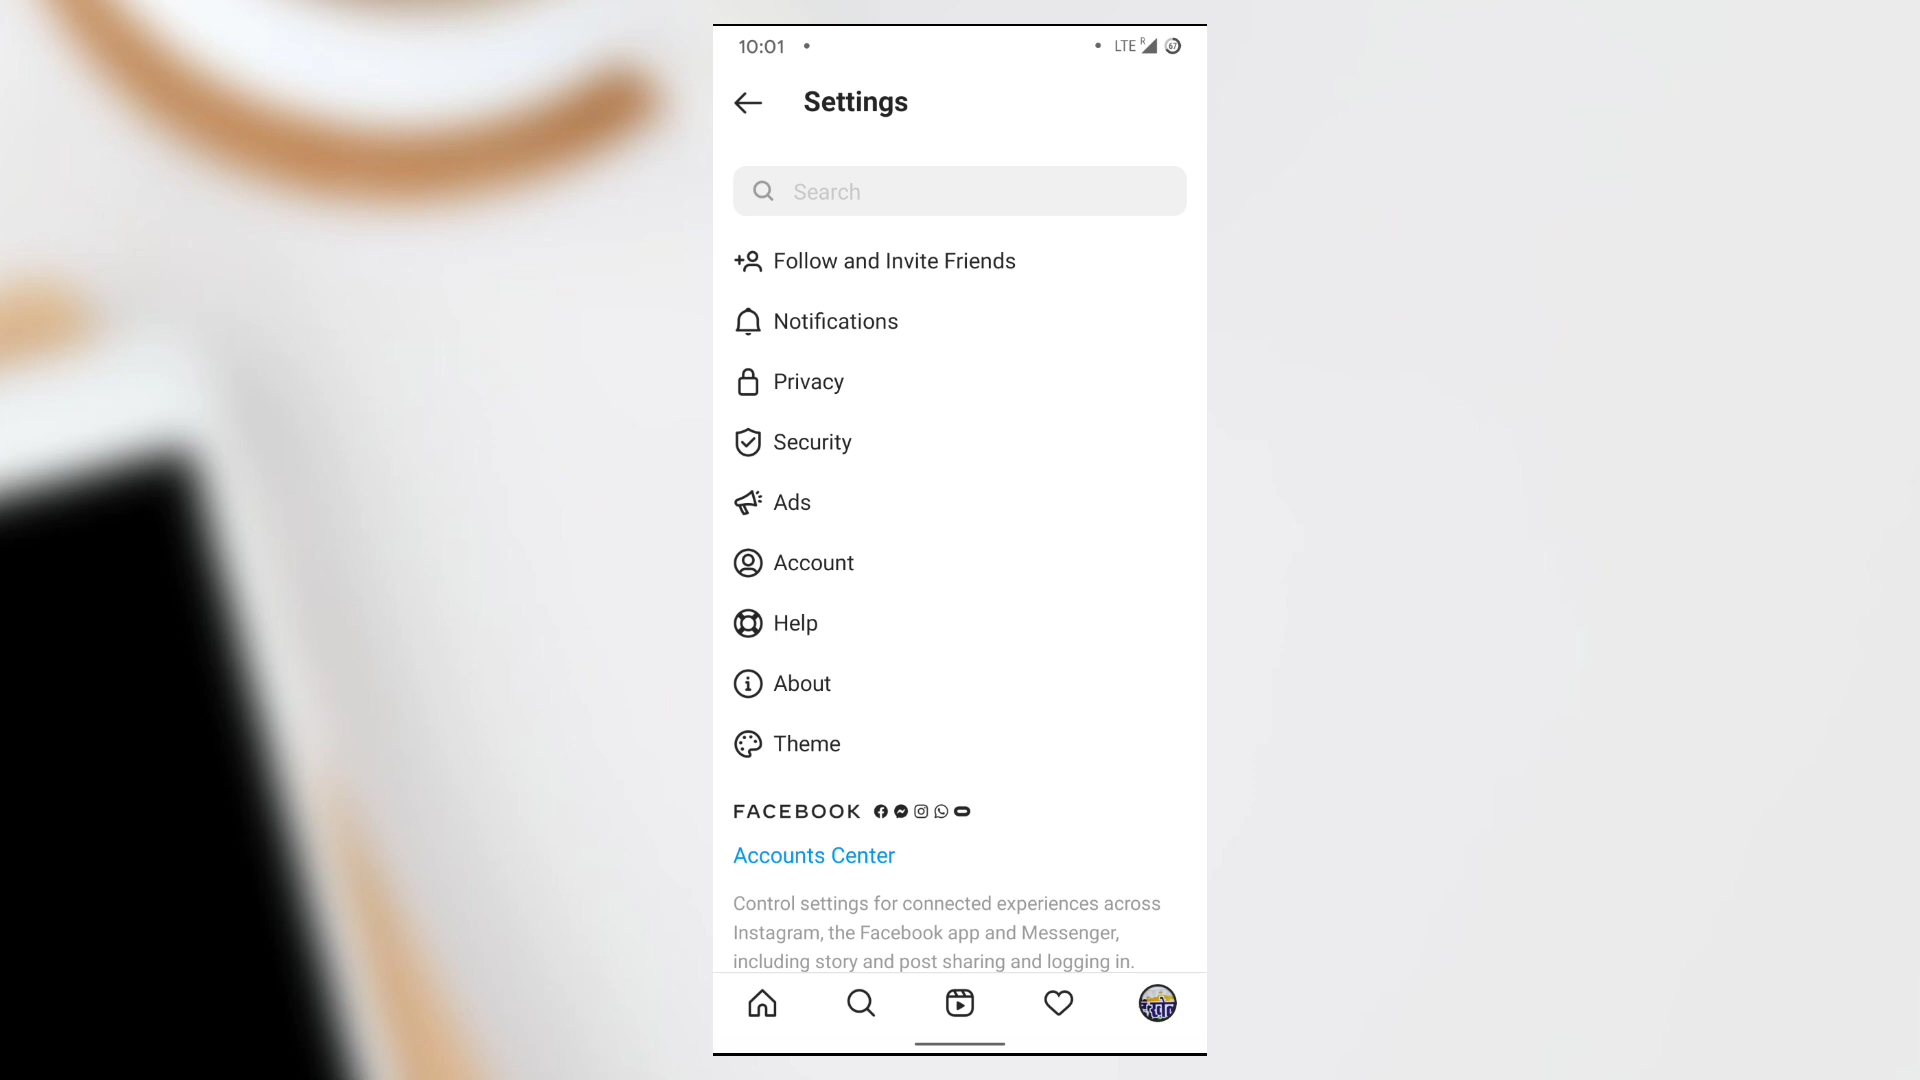 10:01
LTE R 67
Settings
Search
Follow and Invite Friends
Notifications
Privacy
Security
Ads
Account
Help
About
Theme
FACEBOOK
Accounts Center
Control settings for connected experiences across
Instagram, the Facebook app and Messenger,
including story and post sharing and logging in.